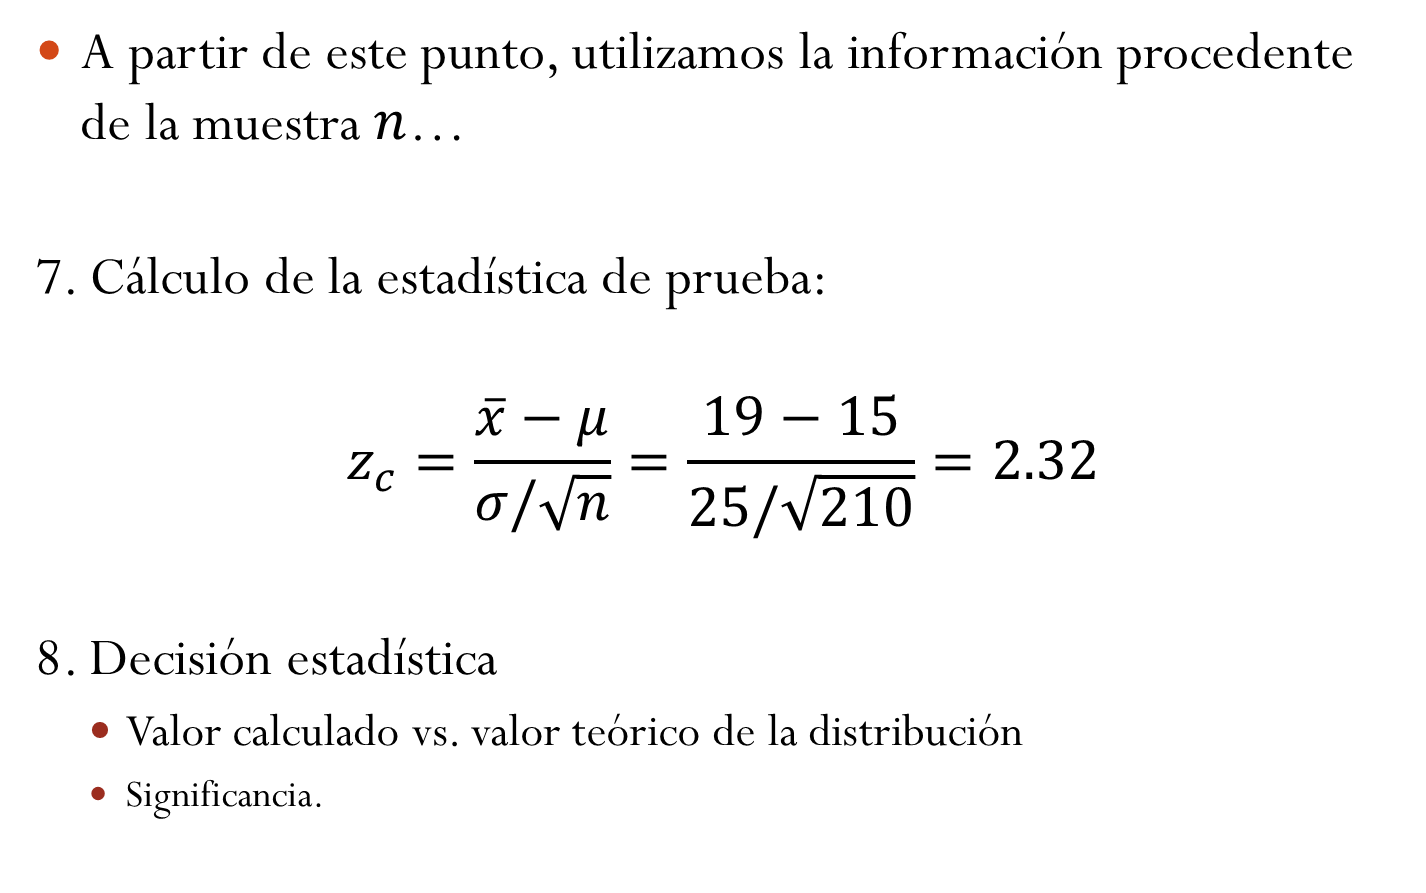 • A partir de este punto, utilizamos la información procedente
de la muestra n…
7. Cálculo de la estadística de prueba:
z_c = (x̄ − μ)/(σ/√n) = (19 − 15)/(25/√210) = 2.32
8. Decisión estadística
• Valor calculado vs. valor teórico de la distribución
• Significancia.